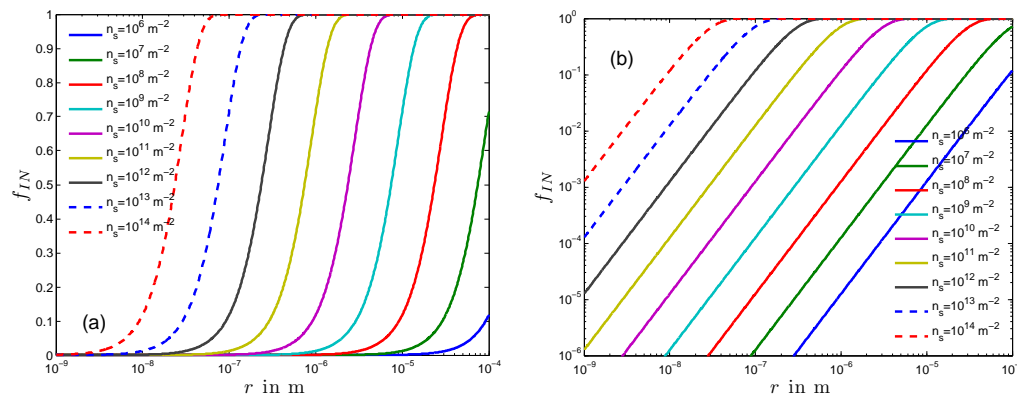 1
0.9
0.8
0.7
0.6
0.5
0.4
0.3
0.2
0.1
0
f_IN
n_s=10^6 m^−2
n_s=10^7 m^−2
n_s=10^8 m^−2
n_s=10^9 m^−2
n_s=10^10 m^−2
n_s=10^11 m^−2
n_s=10^12 m^−2
n_s=10^13 m^−2
n_s=10^14 m^−2
(a)
10^−9 10^−8 10^−7 10^−6 10^−5 10^−4
r in m
10^0
10^−1
10^−2
10^−3
10^−4
10^−5
10^−6
f_IN
(b)
n_s=10^6 m^−2
n_s=10^7 m^−2
n_s=10^8 m^−2
n_s=10^9 m^−2
n_s=10^10 m^−2
n_s=10^11 m^−2
n_s=10^12 m^−2
n_s=10^13 m^−2
n_s=10^14 m^−2
10^−9 10^−8 10^−7 10^−6 10^−5 10^−4
r in m